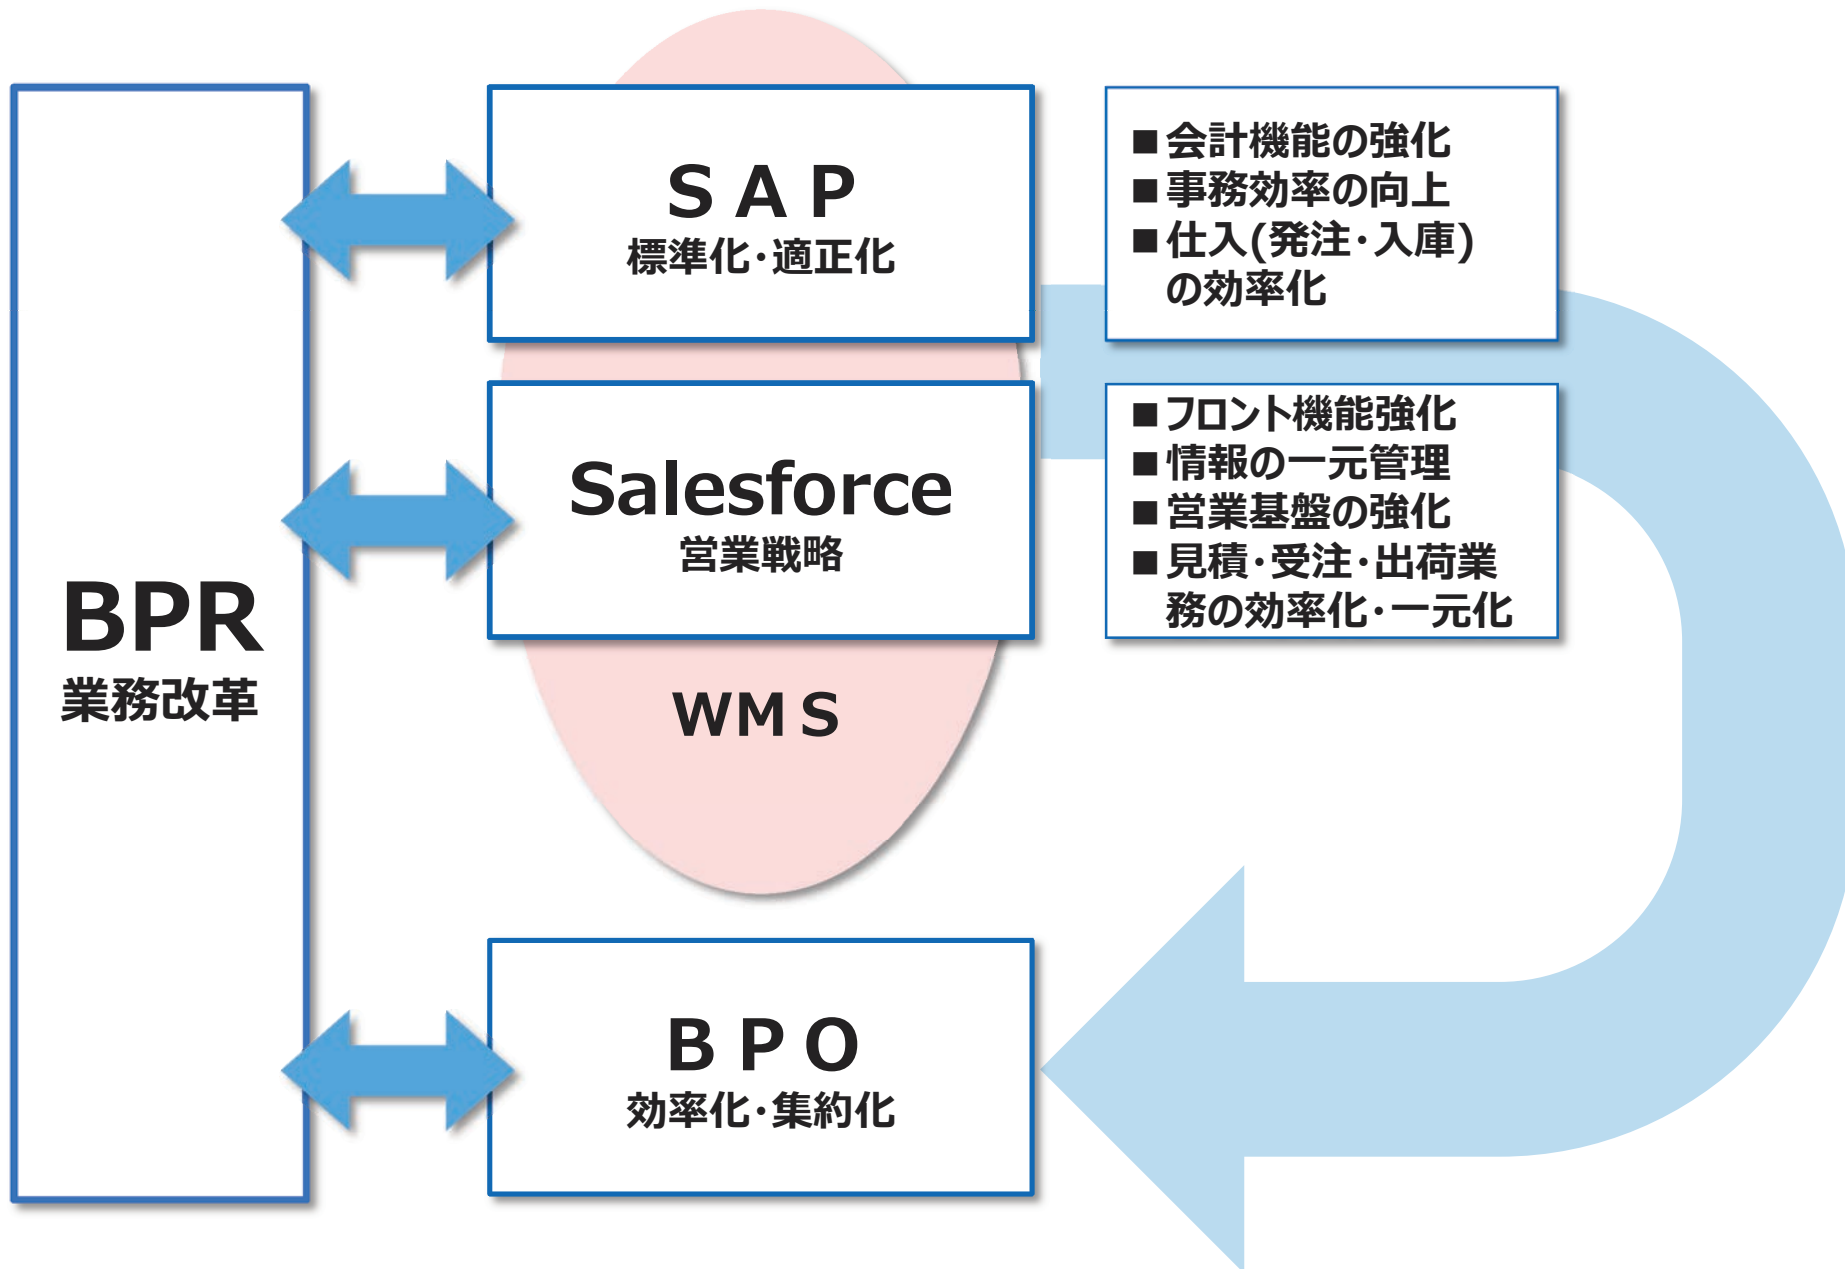 BPR
業務改革
SAP
標準化・適正化
■会計機能の強化
■事務効率の向上
■仕入(発注・入庫)
の効率化
Salesforce
営業戦略
■フロント機能強化
■情報の一元管理
■営業基盤の強化
■見積・受注・出荷業
務の効率化・一元化
WMS
BPO
効率化・集約化